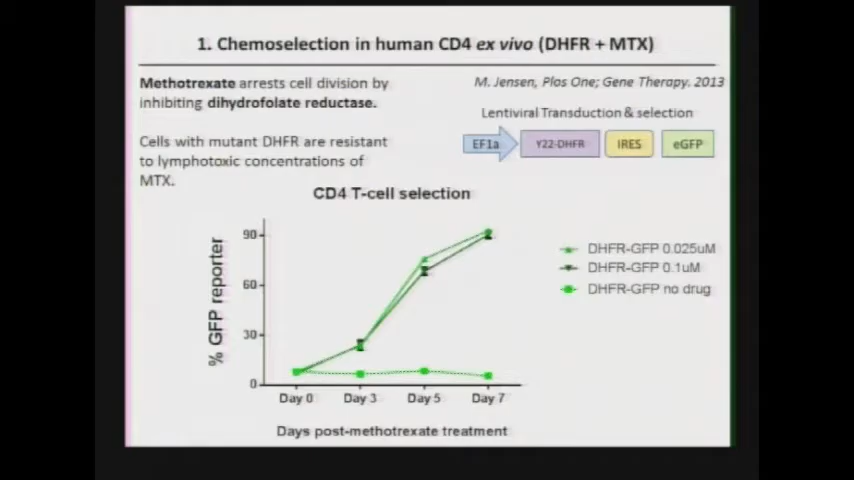 1. Chemoselection in human CD4 ex vivo (DHFR + MTX)
Methotrexate arrests cell division by
inhibiting dihydrofolate reductase.
M. Jensen, Plos One; Gene Therapy. 2013
Lentiviral Transduction & selection
EF1a Y22-DHFR IRES eGFP
Cells with mutant DHFR are resistant
to lymphotoxic concentrations of
MTX.
CD4 T-cell selection
% GFP reporter
90
60
30
0
Day 0 Day 3 Day 5 Day 7
Days post-methotrexate treatment
DHFR-GFP 0.025uM
DHFR-GFP 0.1uM
DHFR-GFP no drug